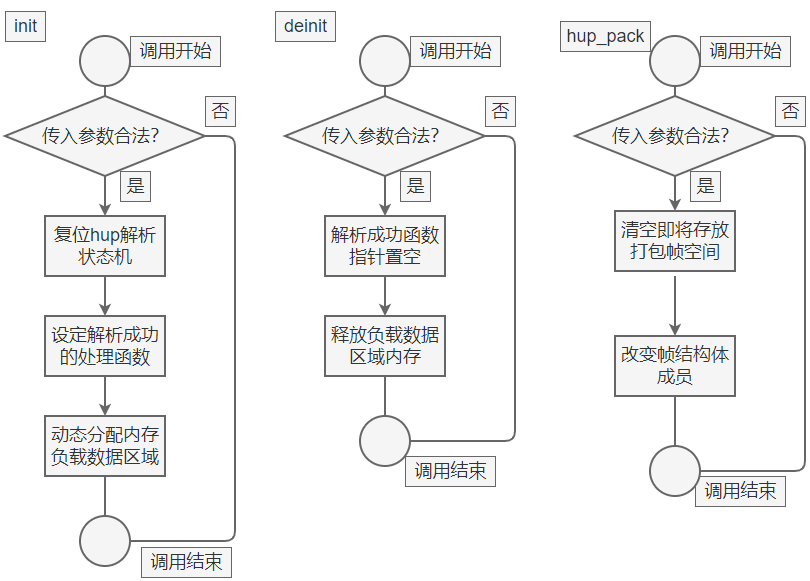 init
调用开始
否
传入参数合法?
是
复位hup解析
状态机
设定解析成功
的处理函数
动态分配内存
负载数据区域
调用结束
deinit
调用开始
否
传入参数合法?
是
解析成功函数
指针置空
释放负载数据
区域内存
调用结束
hup_pack
调用开始
否
传入参数合法?
是
清空即将存放
打包帧空间
改变帧结构体
成员
调用结束